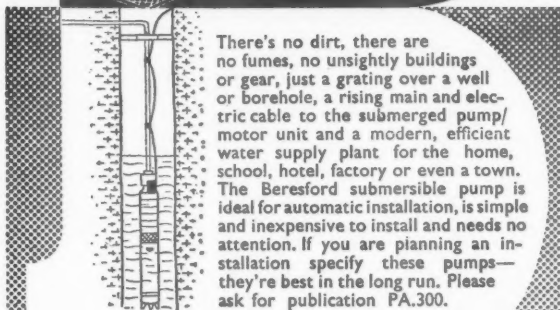 There's no dirt, there are
no fumes, no unsightly buildings
or gear, just a grating over a well
or borehole, a rising main and elec-
tric cable to the submerged pump/
motor unit and a modern, efficient
water supply plant for the home,
school, hotel, factory or even a town.
The Beresford submersible pump is
ideal for automatic installation, is simple
and inexpensive to install and needs no
attention. If you are planning an in-
stallation specify these pumps—
they're best in the long run. Please
ask for publication PA.300.